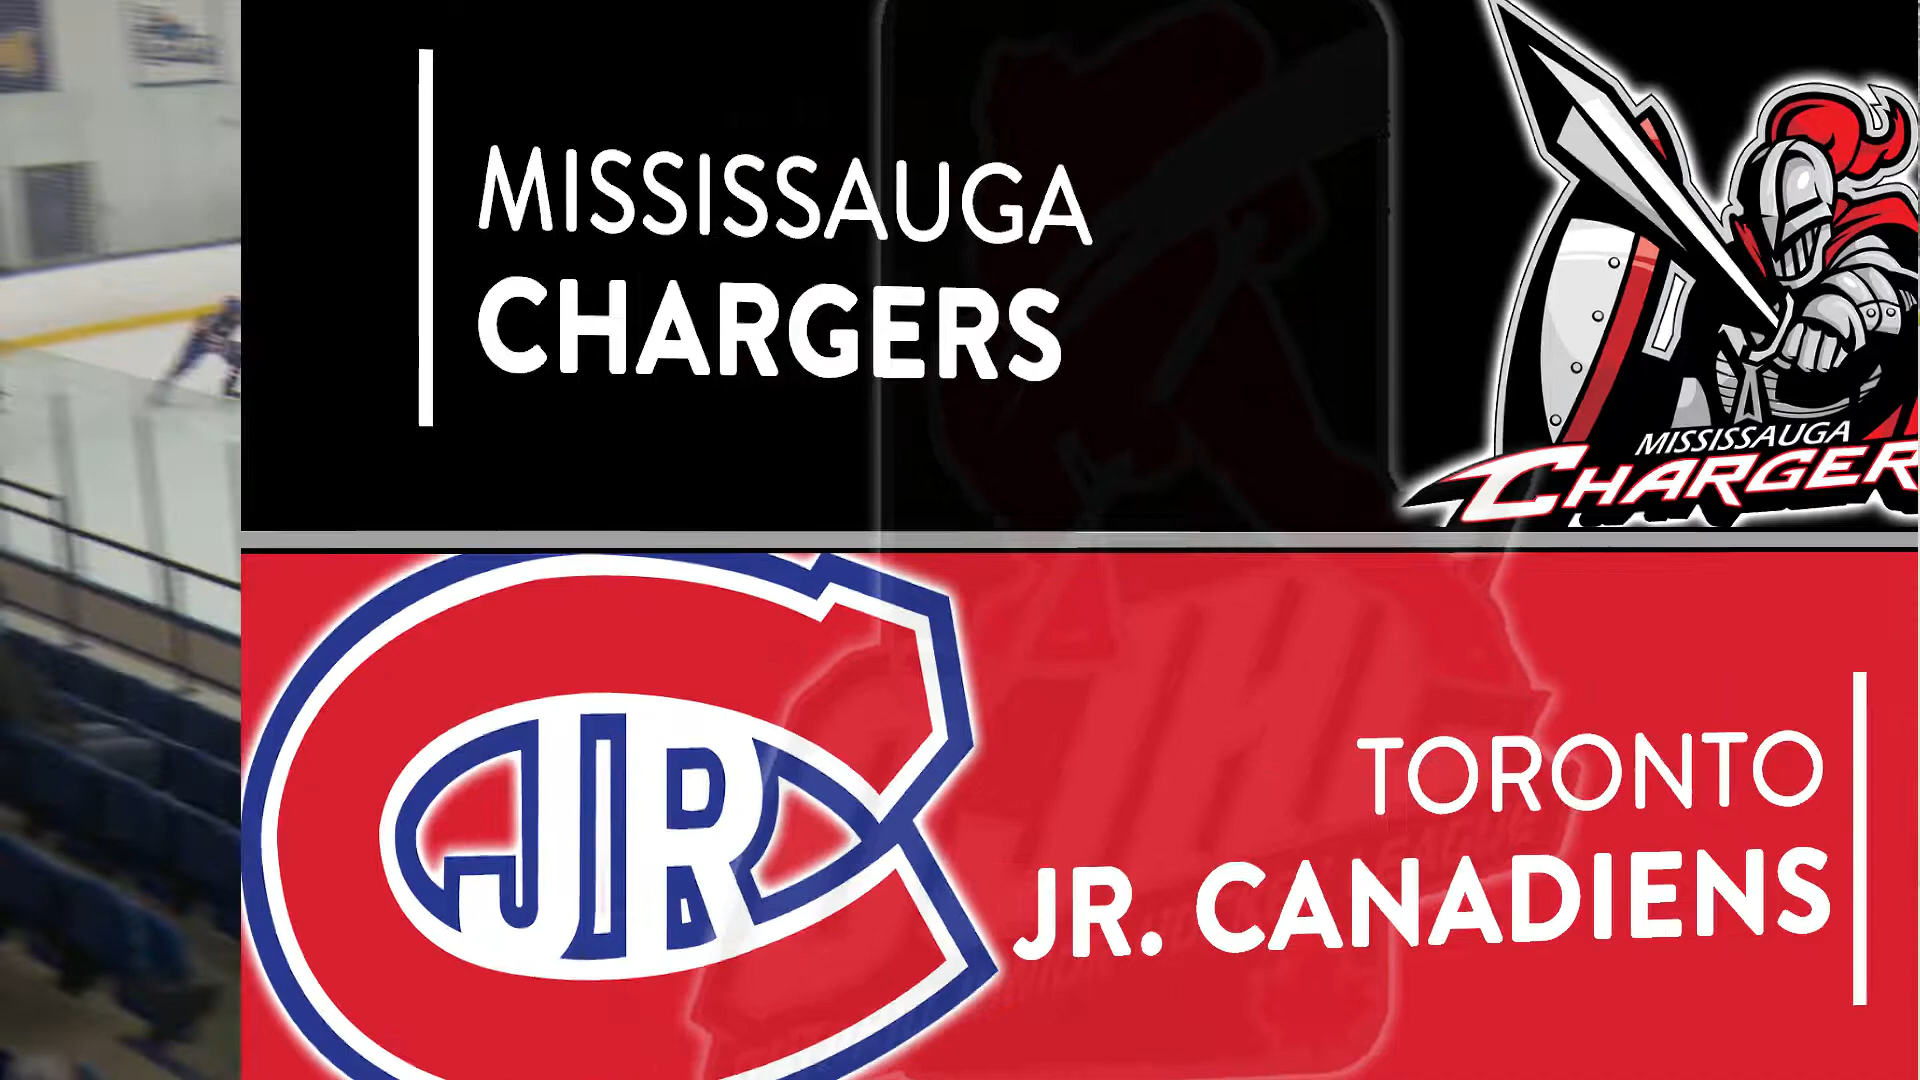 MISSISSAUGA
CHARGERS
MISSISSAUGA
CHARGER
JR
TORONTO
JR. CANADIENS